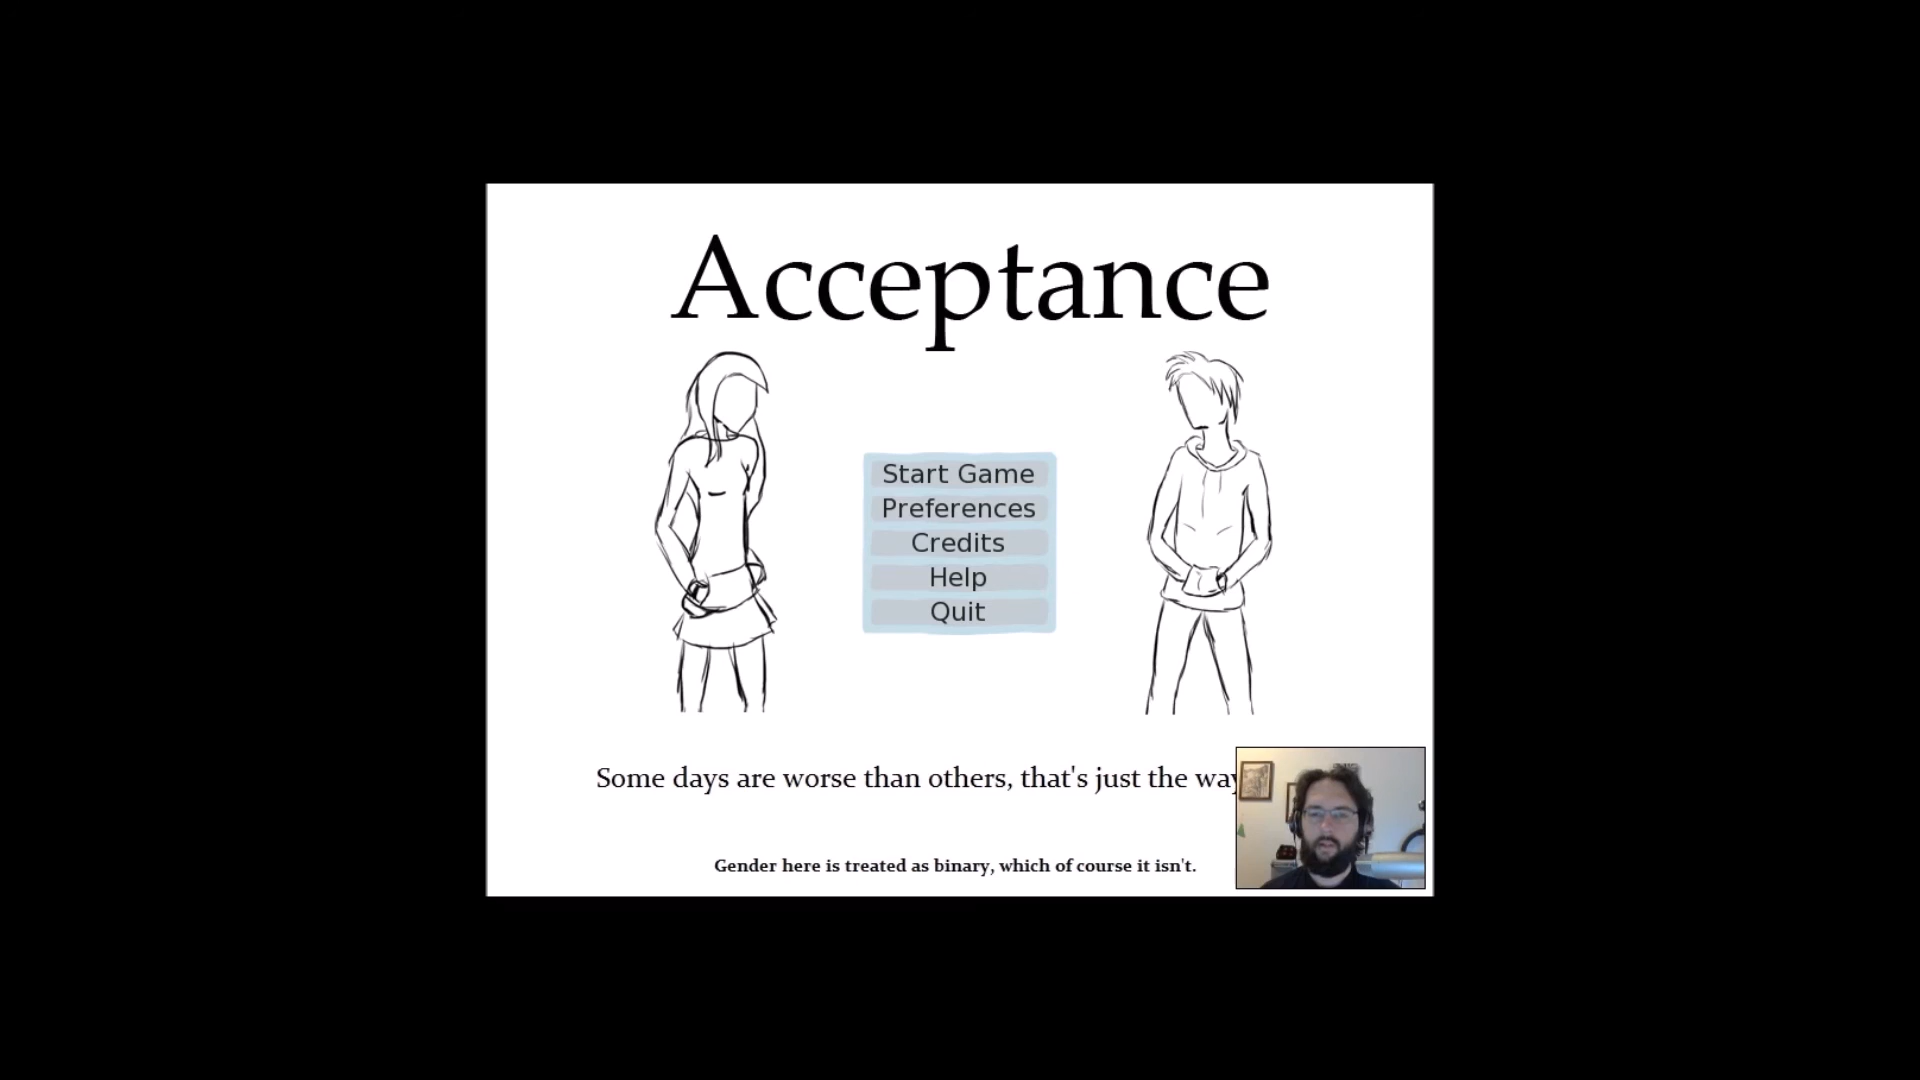 Acceptance
Start Game
Preferences
Credits
Help
Quit
Some days are worse than others, that's just the way
Gender here is treated as binary, which of course it isn't.